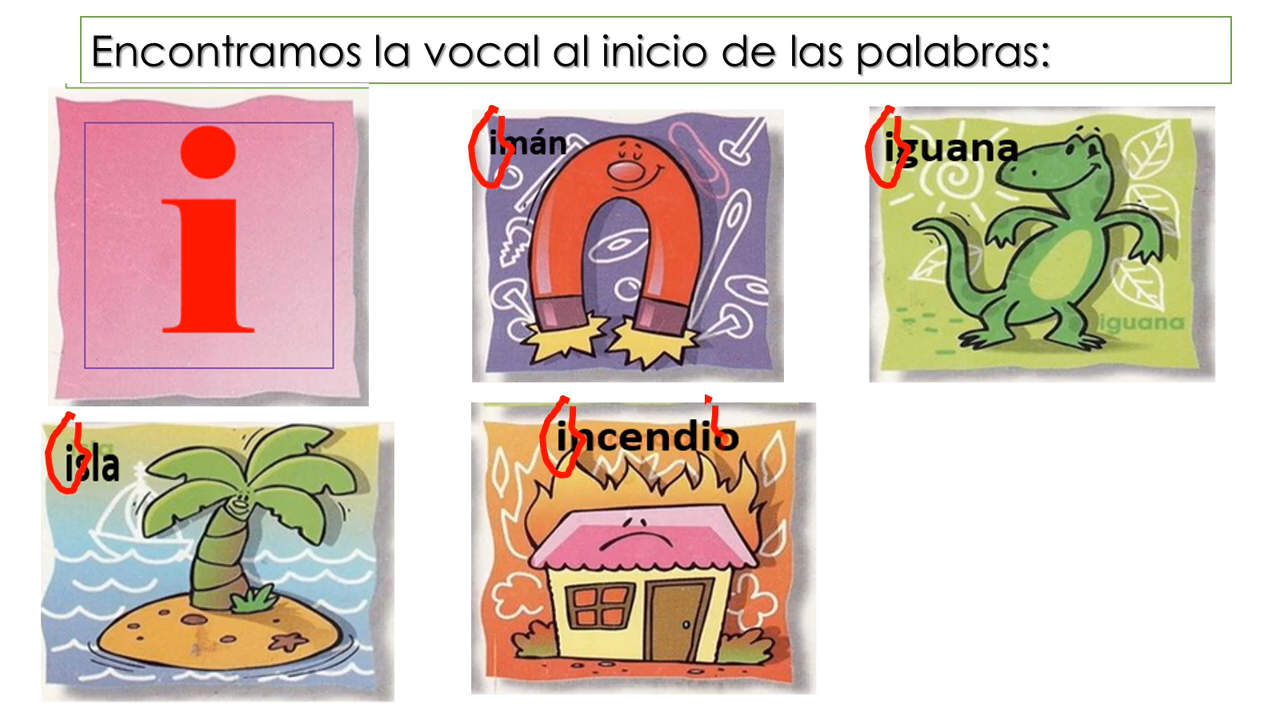 Encontramos la vocal al inicio de las palabras:
i
imán
iguana
iguana
isla
incendio